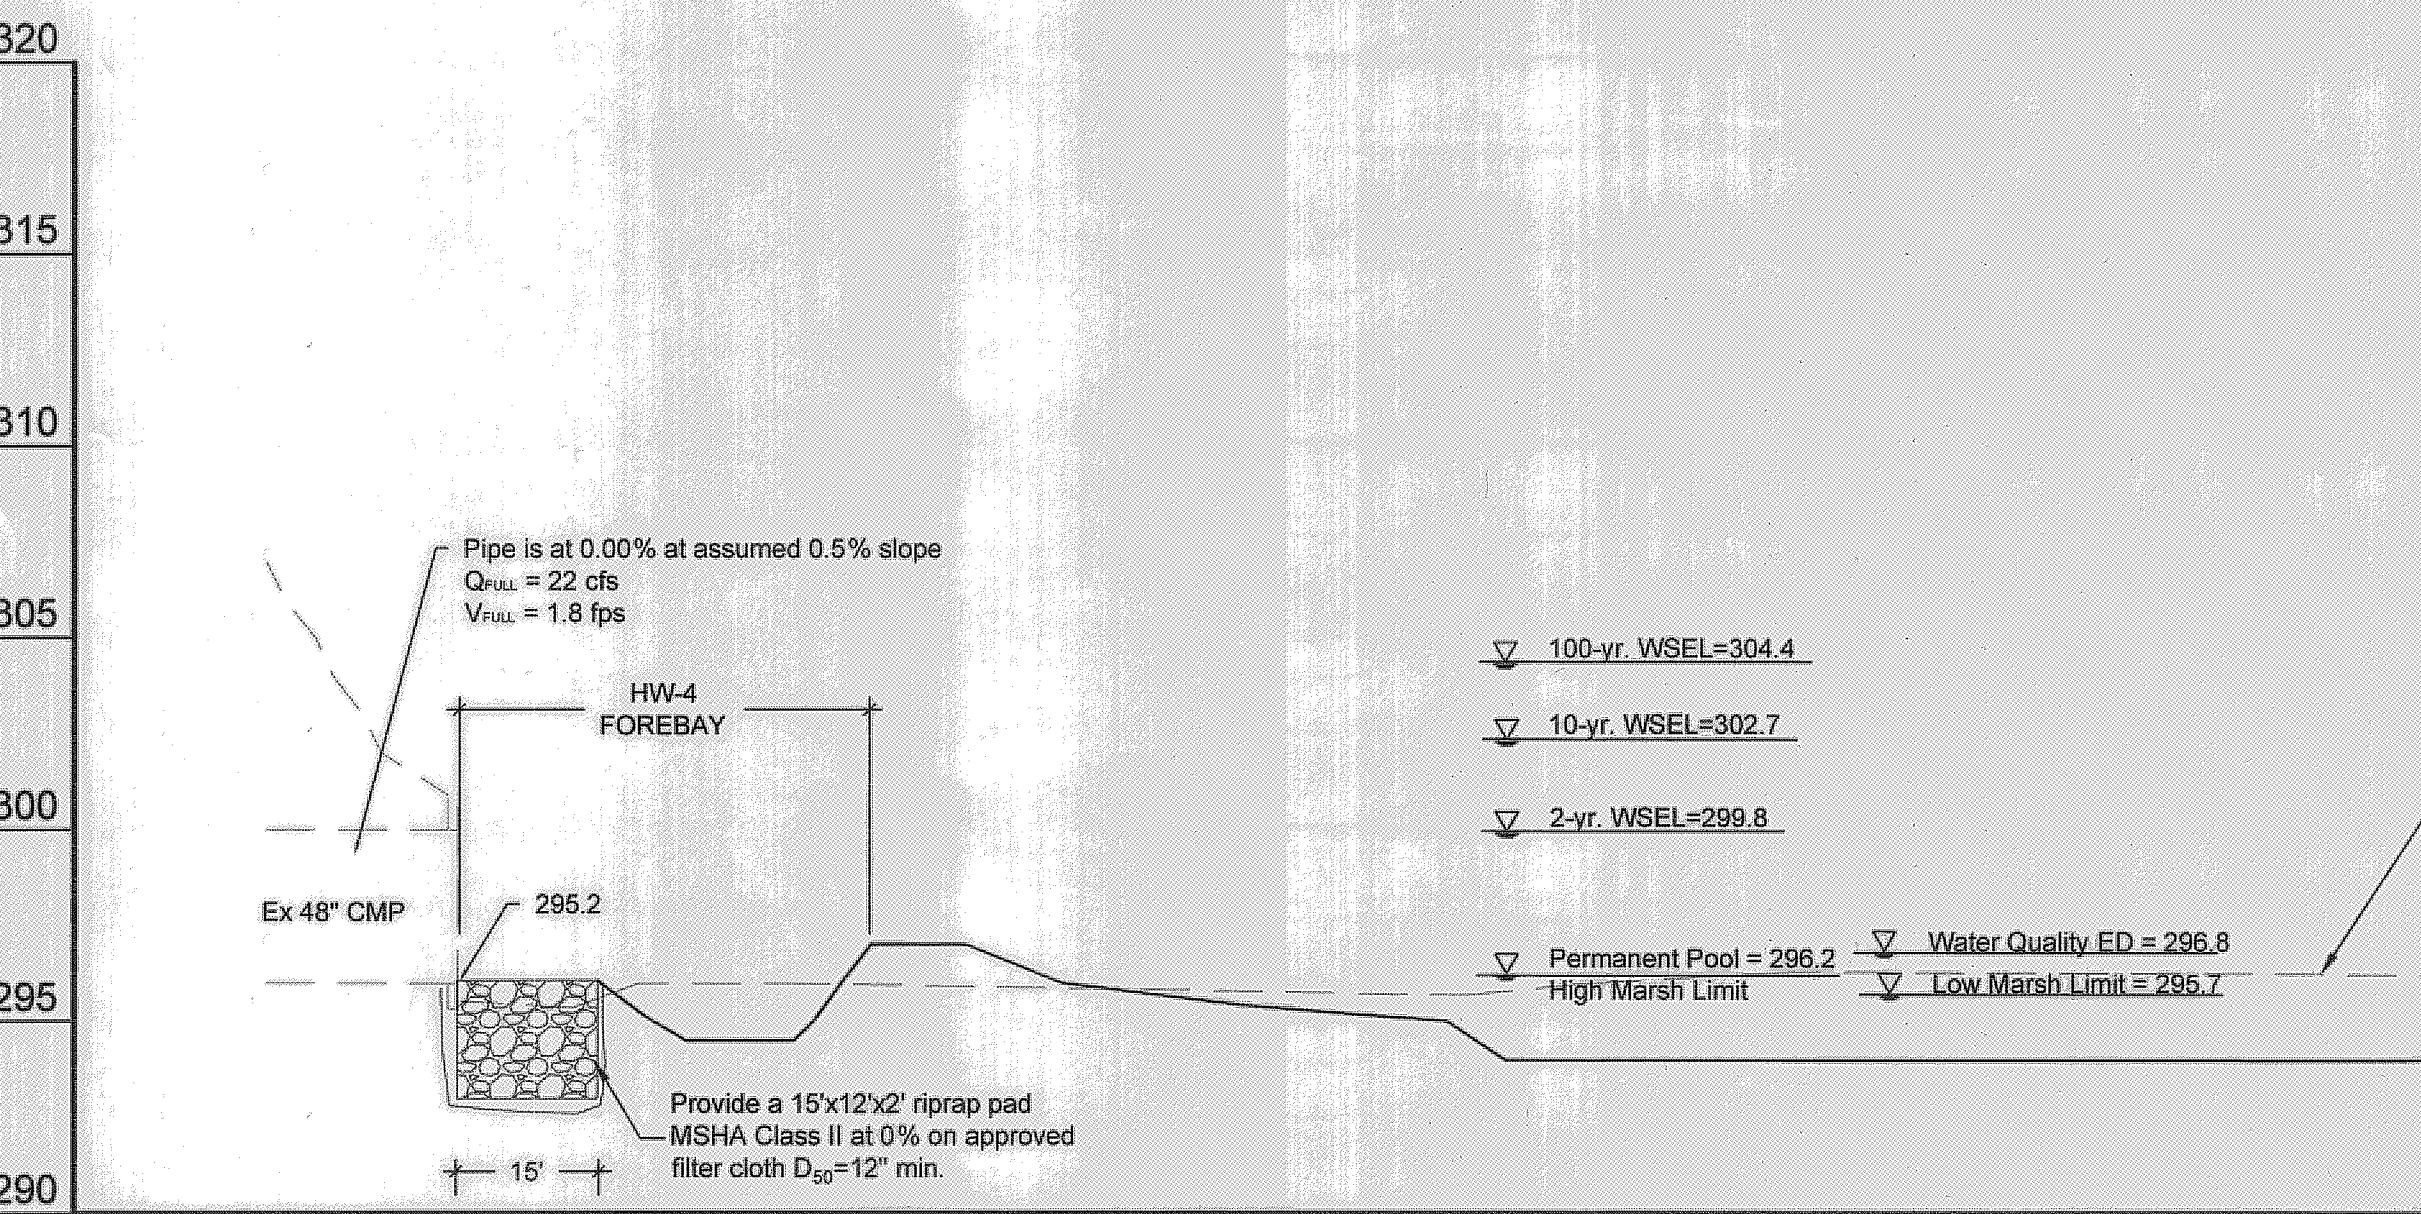 320
315
310
305
300
295
290
Pipe is at 0.00% at assumed 0.5% slope
QFULL = 22 cfs
VFULL = 1.8 fps
HW-4
FOREBAY
100-yr. WSEL=304.4
10-yr. WSEL=302.7
2-yr. WSEL=299.8
Ex 48" CMP
295.2
Permanent Pool = 296.2
High Marsh Limit
Water Quality ED = 296.8
Low Marsh Limit = 295.7
Provide a 15'x12'x2' riprap pad
MSHA Class II at 0% on approved
filter cloth D50=12" min.
15'